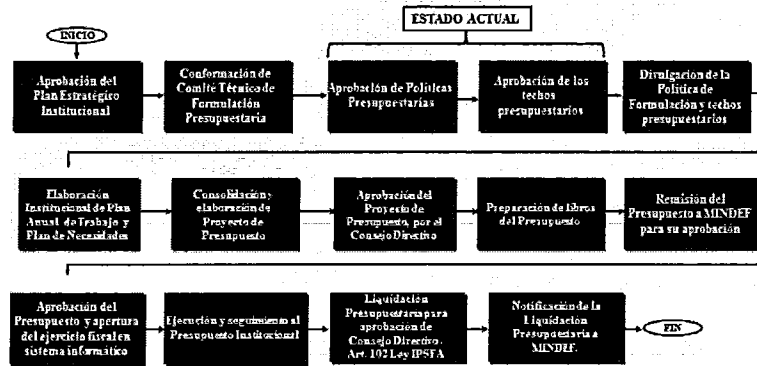 ESTADO ACTUAL
INICIO
Aprobación del
Plan Estratégico
Institucional
Conformación de
Comité Técnico de
Formulación
Presupuestaria
Aprobación de Políticas
Presupuestarias
Aprobación de los
techos
presupuestarios
Divulgación de la
Política de
Formulación y techos
presupuestarios
Elaboración
Institucional de Plan
Anual de Trabajo y
Plan de Necesidades
Consolidación y
elaboración de
Proyecto de
Presupuesto
Aprobación del
Proyecto de
Presupuesto, por el
Consejo Directivo
Preparación de libros
del Presupuesto
Remisión del
Presupuesto a MINDEF
para su aprobación
Aprobación del
Presupuesto y apertura
del ejercicio fiscal en
sistema informático
Ejecución y seguimiento al
Presupuesto Institucional
Liquidación
Presupuestaria para
aprobación de
Consejo Directivo.
Art. 102 Ley IPSFA
Notificación de la
Liquidación
Presupuestaria a
MINDEF.
FIN